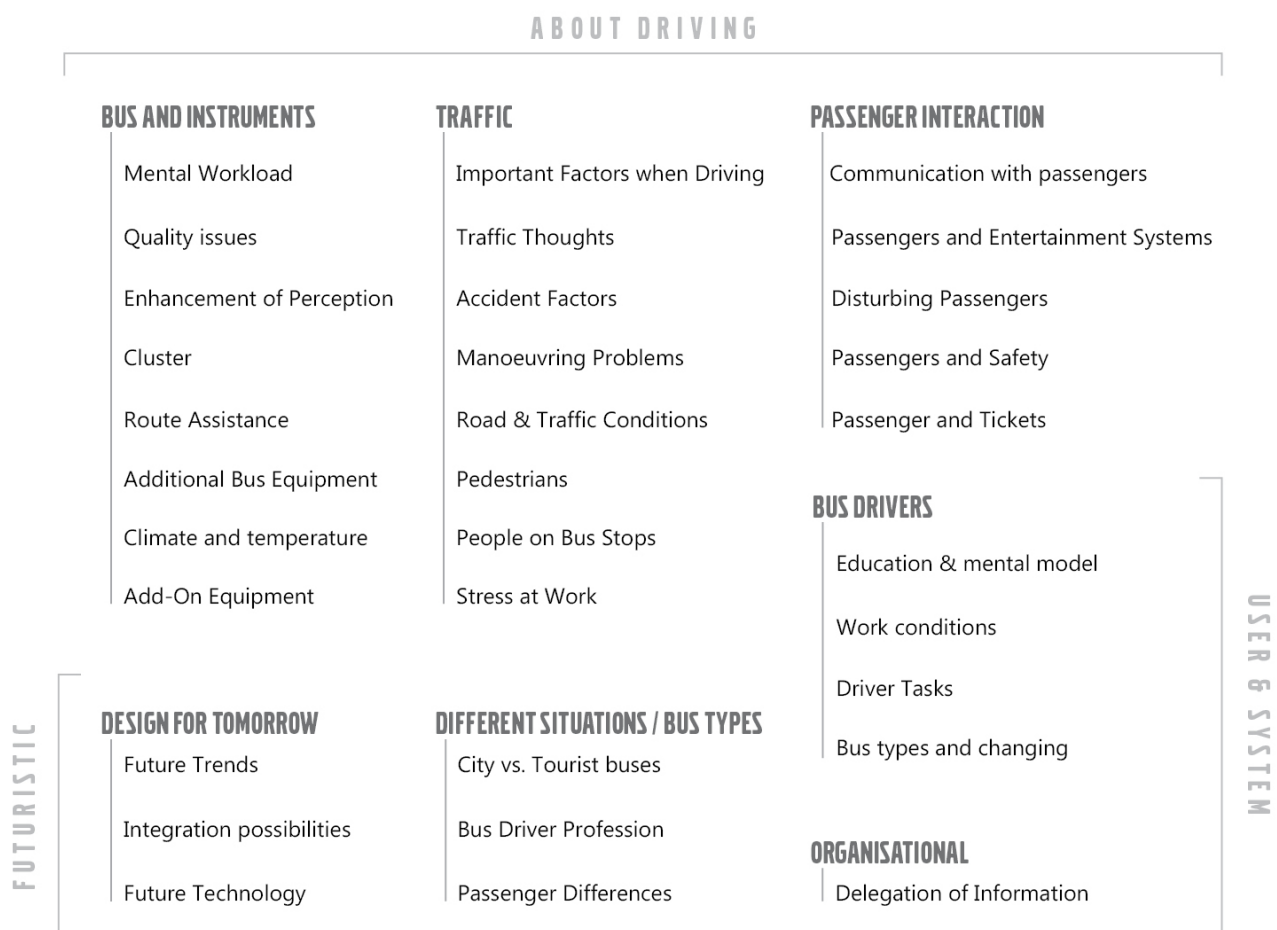 ABOUT DRIVING
BUS AND INSTRUMENTS
Mental Workload
Quality issues
Enhancement of Perception
Cluster
Route Assistance
Additional Bus Equipment
Climate and temperature
Add-On Equipment
TRAFFIC
Important Factors when Driving
Traffic Thoughts
Accident Factors
Manoeuvring Problems
Road & Traffic Conditions
Pedestrians
People on Bus Stops
Stress at Work
PASSENGER INTERACTION
Communication with passengers
Passengers and Entertainment Systems
Disturbing Passengers
Passengers and Safety
Passenger and Tickets
USER & SYSTEM
BUS DRIVERS
Education & mental model
Work conditions
Driver Tasks
Bus types and changing
ORGANISATIONAL
Delegation of Information
FUTURISTIC
DESIGN FOR TOMORROW
Future Trends
Integration possibilities
Future Technology
DIFFERENT SITUATIONS / BUS TYPES
City vs. Tourist buses
Bus Driver Profession
Passenger Differences